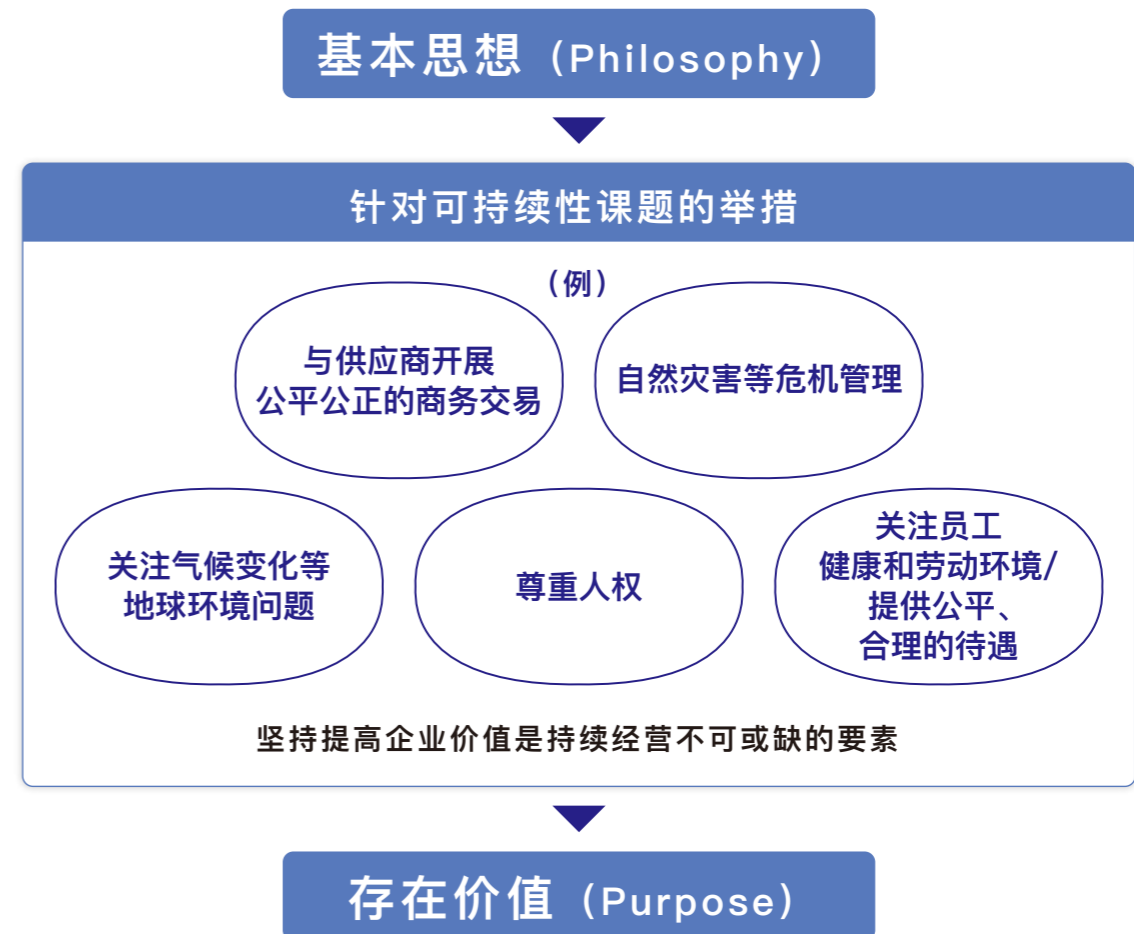 基本思想（Philosophy）
针对可持续性课题的举措
（例）
与供应商开展
公平公正的商务交易
自然灾害等危机管理
关注气候变化等
地球环境问题
尊重人权
关注员工
健康和劳动环境/
提供公平、
合理的待遇
坚持提高企业价值是持续经营不可或缺的要素
存在价值（Purpose）